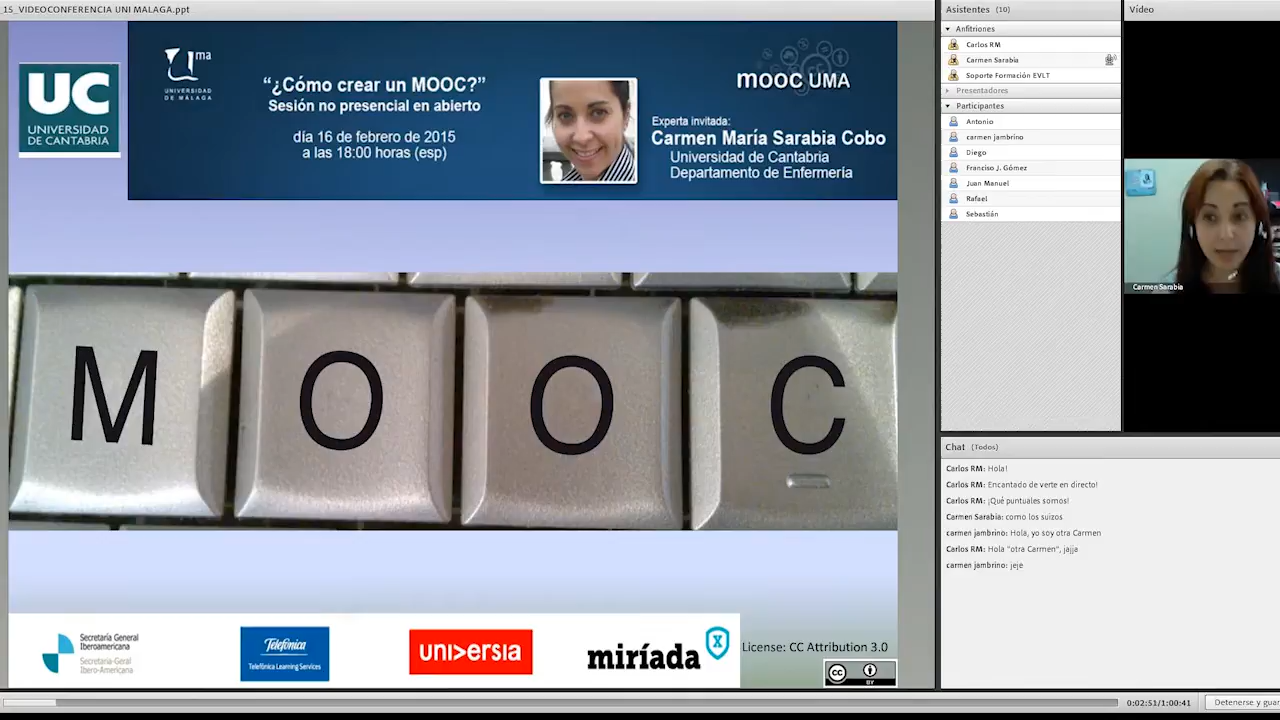 _15_VIDEOCONFERENCIA UNI MALAGA.ppt
UC
UNIVERSIDAD
DE CANTABRIA
uma
UNIVERSIDAD
DE MÁLAGA
“¿Cómo crear un MOOC?”
Sesión no presencial en abierto
día 16 de febrero de 2015
a las 18:00 horas (esp)
mooc UMA
Experta invitada:
Carmen María Sarabia Cobo
Universidad de Cantabria
Departamento de Enfermería
M O O C
Secretaría General
Iberoamericana
Secretaria-Geral
Ibero-Americana
Telefónica
Telefónica Learning Services
universia
miríada X
License: CC Attribution 3.0
cc
BY
Asistentes (10)
Anfitriones
Carlos RM
Carmen Sarabia
Soporte Formación EVLT
Presentadores
Participantes
Antonio
carmen jambrino
Diego
Franciso J. Gómez
Juan Manuel
Rafael
Sebastián
Vídeo
Carmen Sarabia
Chat (Todos)
Carlos RM: Hola!
Carlos RM: Encantado de verte en directo!
Carlos RM: ¡Qué puntuales somos!
Carmen Sarabia: como los suizos
carmen jambrino: Hola, yo soy otra Carmen
Carlos RM: Hola "otra Carmen", jajja
carmen jambrino: jeje
0:02:51/1:00:41
Detenerse y guar